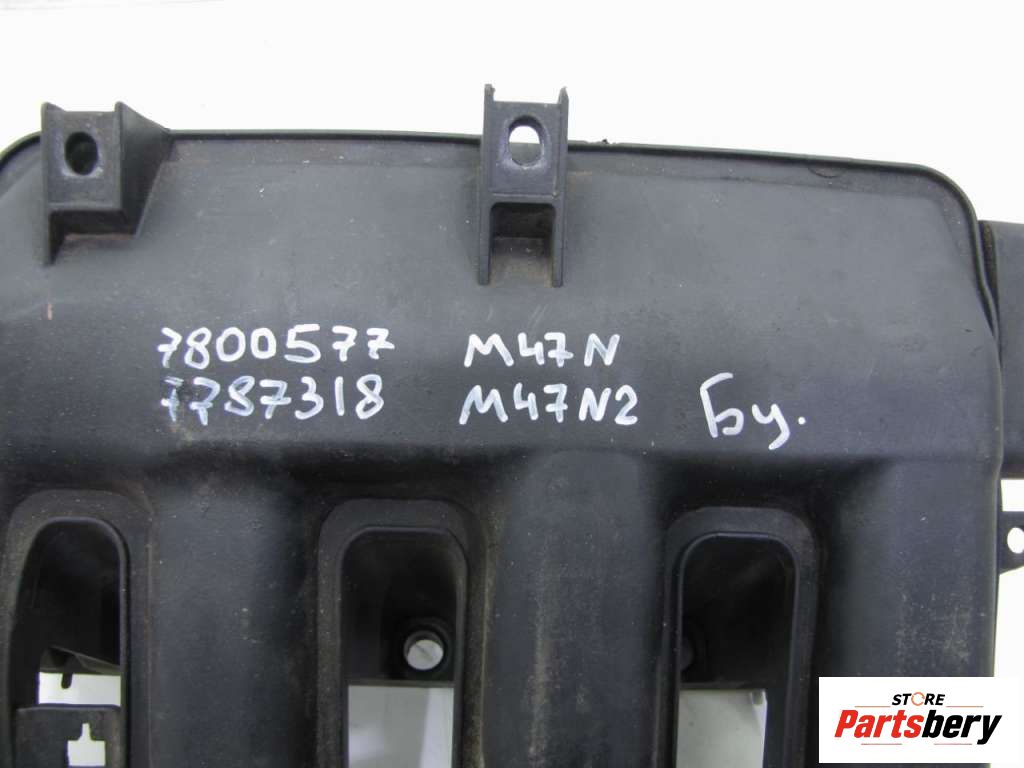 7800577 M47N
7787318 M47N2 Бу.
STORE
Partsbery